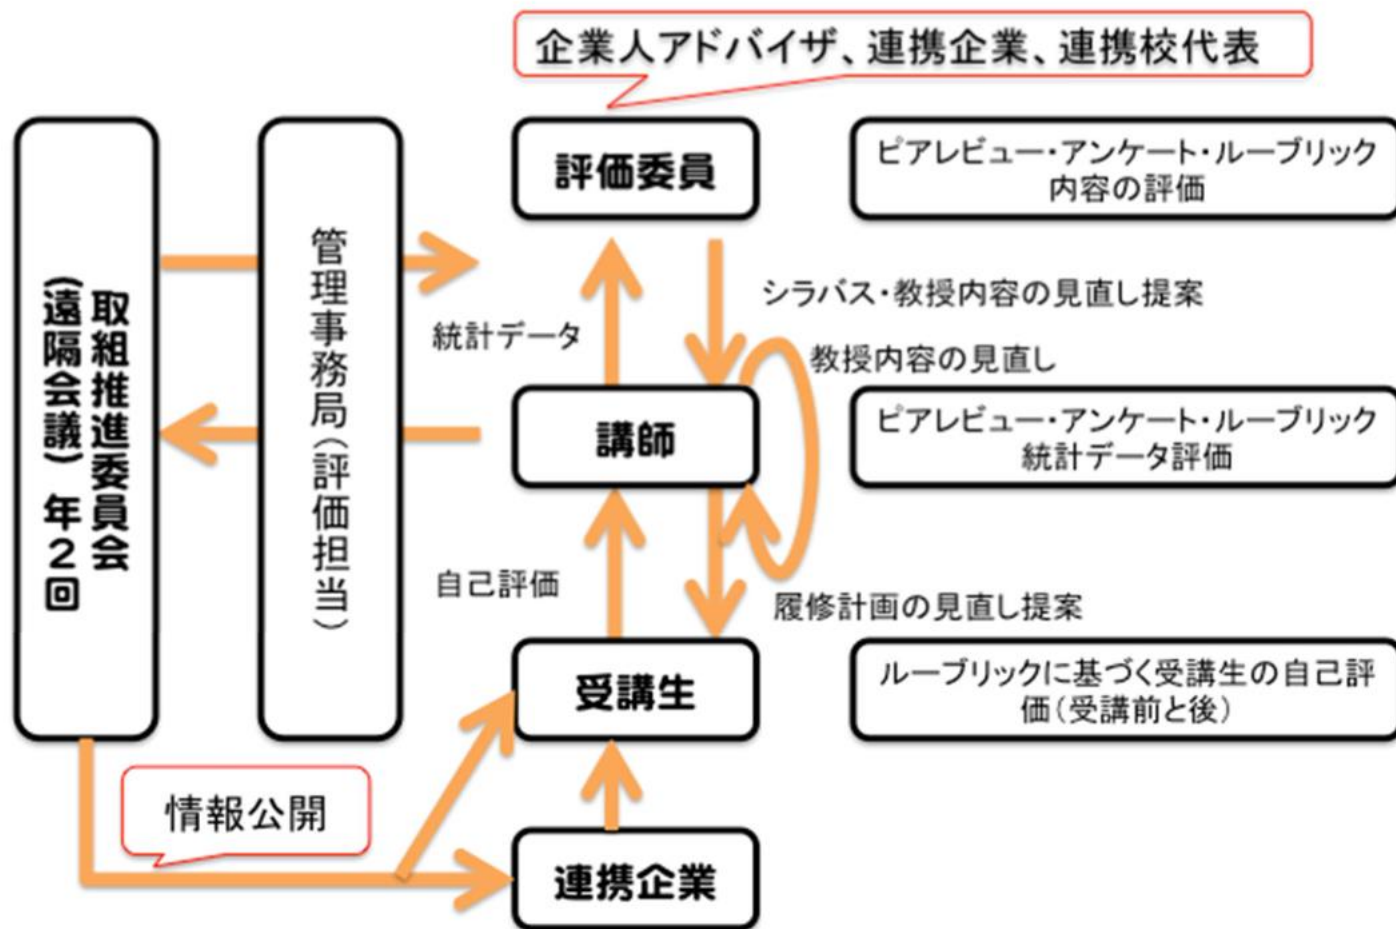 企業人アドバイザ、連携企業、連携校代表
取組推進委員会
(遠隔会議) 年2回
管理事務局(評価担当)
評価委員
ピアレビュー・アンケート・ルーブリック
内容の評価
統計データ
シラバス・教授内容の見直し提案
教授内容の見直し
講師
ピアレビュー・アンケート・ルーブリック
統計データ評価
自己評価
履修計画の見直し提案
受講生
ルーブリックに基づく受講生の自己評
価(受講前と後)
情報公開
連携企業